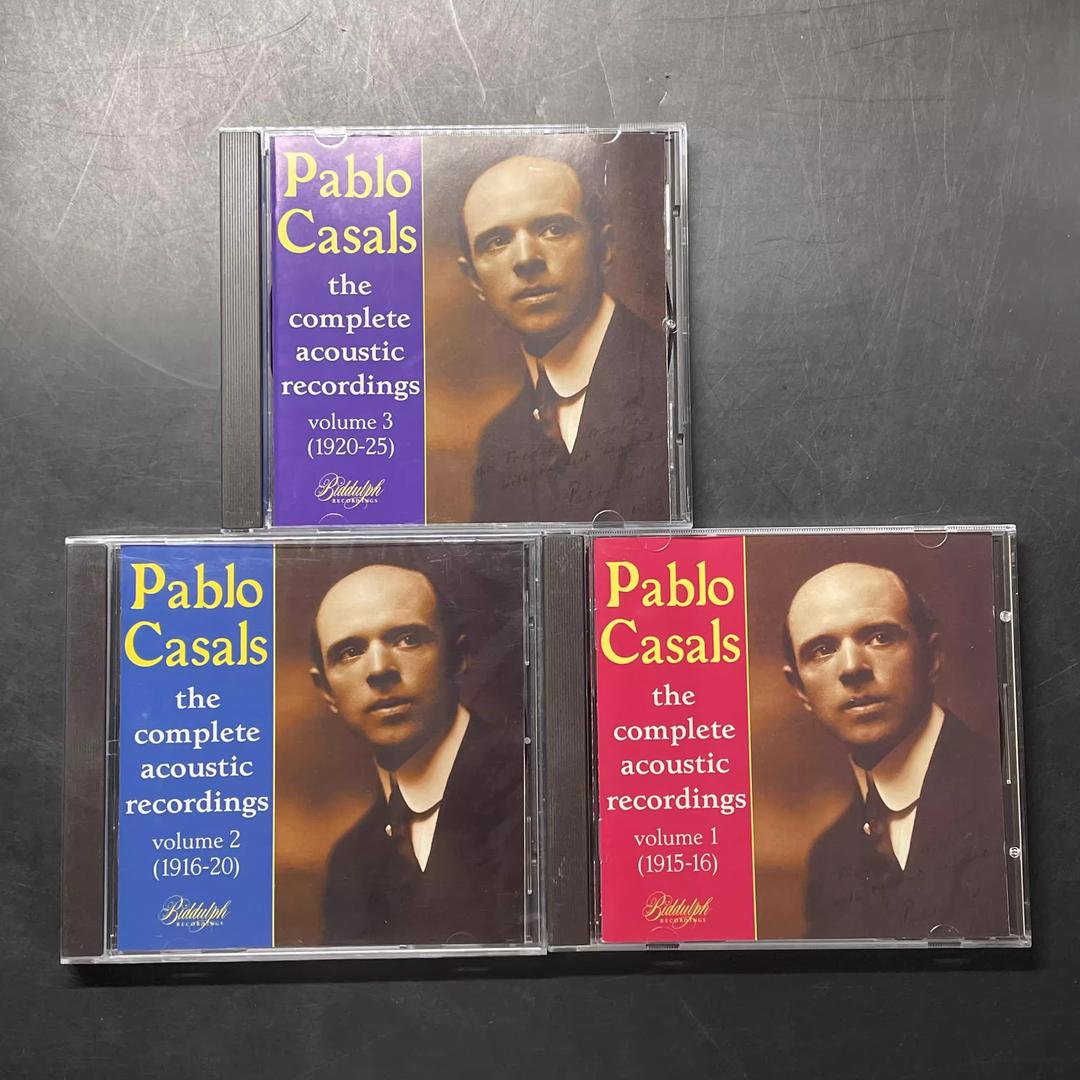 Pablo
Casals
the
complete
acoustic
recordings
volume 3
(1920-25)
Biddulph
RECORDINGS
Pablo
Casals
the
complete
acoustic
recordings
volume 2
(1916-20)
Biddulph
RECORDINGS
Pablo
Casals
the
complete
acoustic
recordings
volume 1
(1915-16)
Biddulph
RECORDINGS